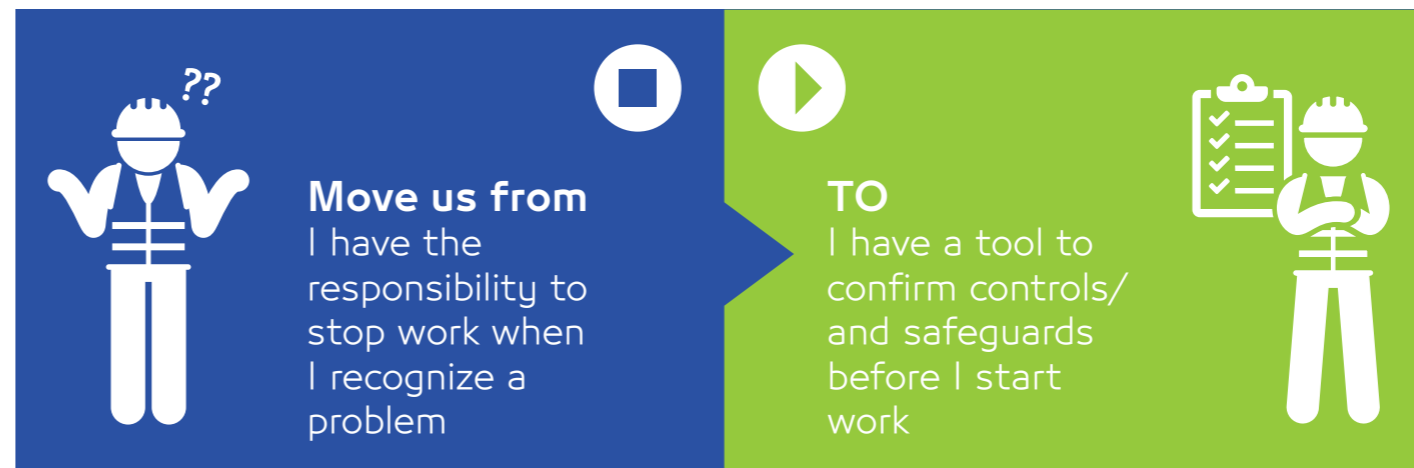 ??
Move us from
I have the
responsibility to
stop work when
I recognize a
problem
TO
I have a tool to
confirm controls/
and safeguards
before I start
work